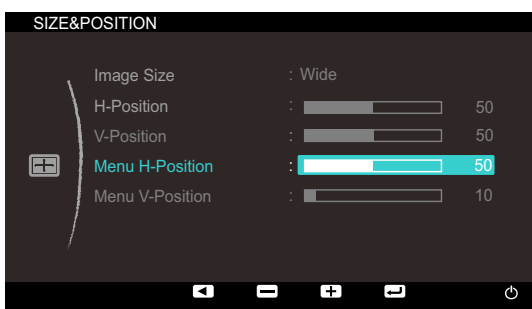 SIZE&POSITION
Image Size : Wide
H-Position : 50
V-Position : 50
Menu H-Position : 50
Menu V-Position : 10